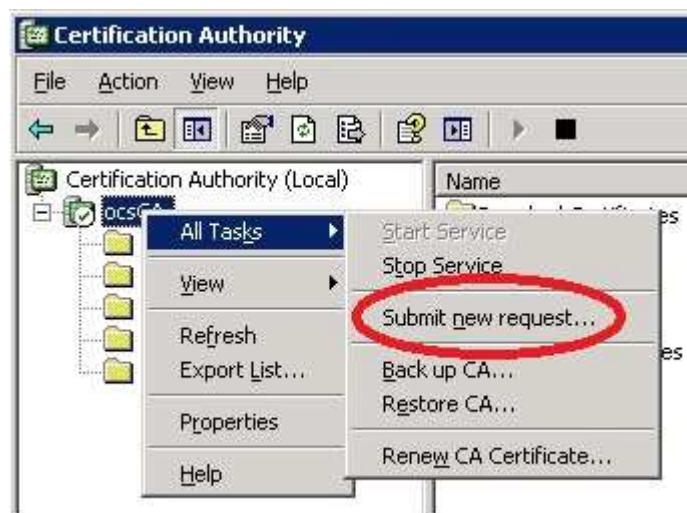 Certification Authority
File Action View Help
Certification Authority (Local)
Name
All Tasks
View
Refresh
Export List...
Properties
Help
Start Service
Stop Service
Submit new request...
Back up CA...
Restore CA...
Renew CA Certificate...